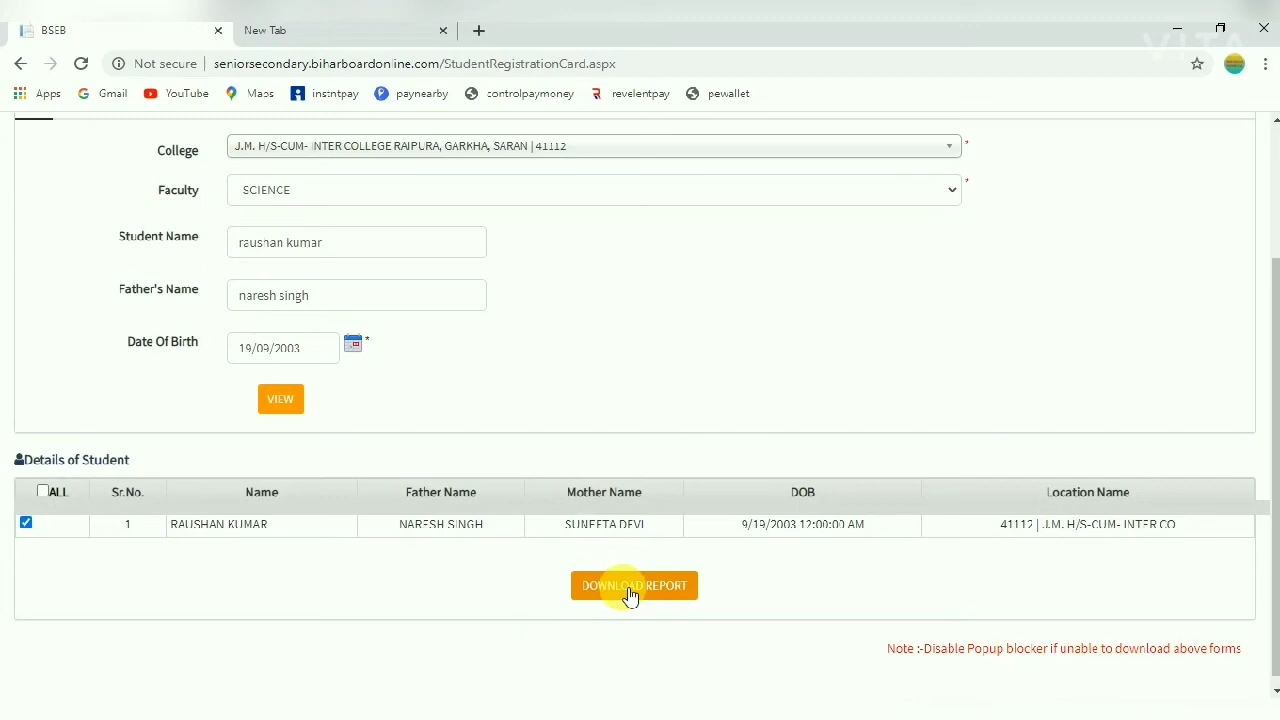 BSEB
New Tab
VITA
Not secure | seniorsecondary.biharboardonline.com/StudentRegistrationCard.aspx
Apps Gmail YouTube Maps instntpay paynearby controlpaymoney revelentpay pewallet
College J.M. H/S-CUM- INTER COLLEGE RAIPURA, GARKHA, SARAN | 41112 *
Faculty SCIENCE *
Student Name raushan kumar
Father's Name naresh singh
Date Of Birth 19/09/2003 *
VIEW
Details of Student
ALL Sr.No. Name Father Name Mother Name DOB Location Name
1 RAUSHAN KUMAR NARESH SINGH SUNEETA DEVI 9/19/2003 12:00:00 AM 41112 | J.M. H/S-CUM- INTER CO
DOWNLOAD REPORT
Note :-Disable Popup blocker if unable to download above forms